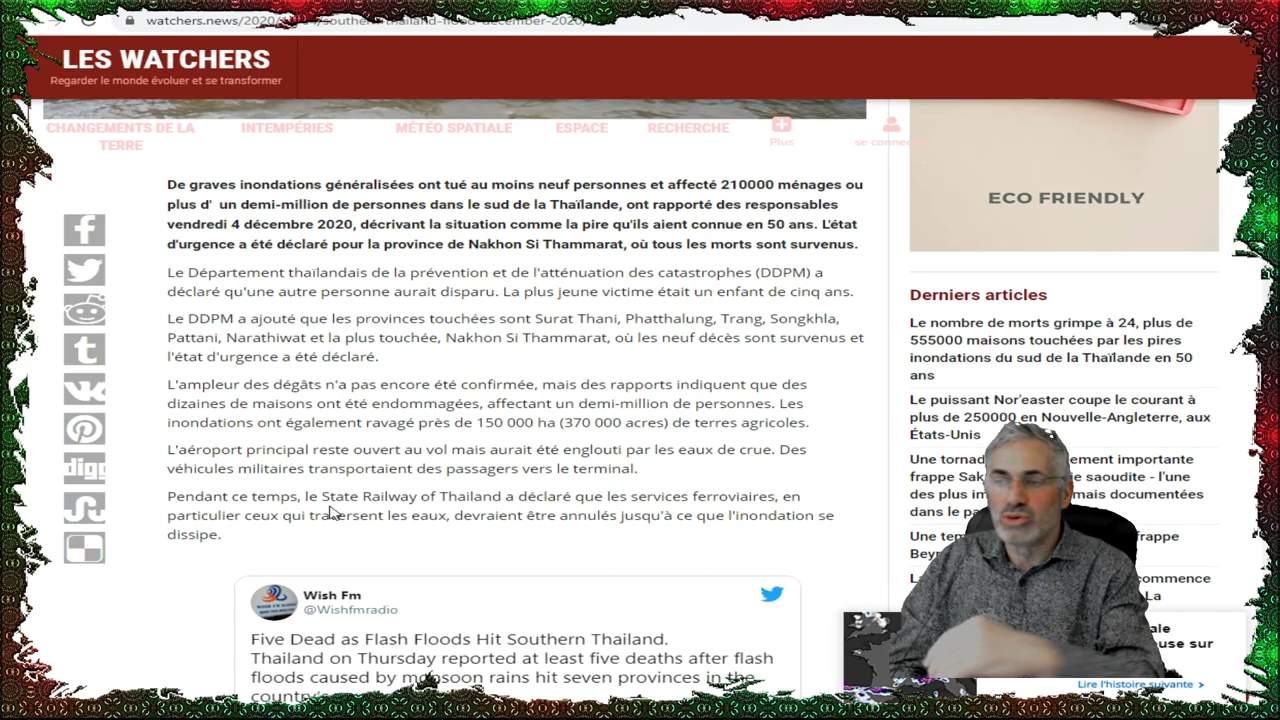 watchers.news/2020/
LES WATCHERS
Regarder le monde évoluer et se transformer
CHANGEMENTS DE LA TERRE
INTEMPÉRIES
MÉTÉO SPATIALE
ESPACE
RECHERCHE
Plus
se connec
De graves inondations généralisées ont tué au moins neuf personnes et affecté 210000 ménages ou
plus d' un demi-million de personnes dans le sud de la Thaïlande, ont rapporté des responsables
vendredi 4 décembre 2020, décrivant la situation comme la pire qu'ils aient connue en 50 ans. L'état
d'urgence a été déclaré pour la province de Nakhon Si Thammarat, où tous les morts sont survenus.
Le Département thaïlandais de la prévention et de l'atténuation des catastrophes (DDPM) a
déclaré qu'une autre personne aurait disparu. La plus jeune victime était un enfant de cinq ans.
Le DDPM a ajouté que les provinces touchées sont Surat Thani, Phatthalung, Trang, Songkhla,
Pattani, Narathiwat et la plus touchée, Nakhon Si Thammarat, où les neuf décès sont survenus et
l'état d'urgence a été déclaré.
L'ampleur des dégâts n'a pas encore été confirmée, mais des rapports indiquent que des
dizaines de maisons ont été endommagées, affectant un demi-million de personnes. Les
inondations ont également ravagé près de 150 000 ha (370 000 acres) de terres agricoles.
L'aéroport principal reste ouvert au vol mais aurait été englouti par les eaux de crue. Des
véhicules militaires transportaient des passagers vers le terminal.
Pendant ce temps, le State Railway of Thailand a déclaré que les services ferroviaires, en
particulier ceux qui traversent les eaux, devraient être annulés jusqu'à ce que l'inondation se
dissipe.
Wish Fm
@Wishfmradio
Five Dead as Flash Floods Hit Southern Thailand.
Thailand on Thursday reported at least five deaths after flash
floods caused by monsoon rains hit seven provinces in the
digg
ECO FRIENDLY
Derniers articles
Le nombre de morts grimpe à 24, plus de
555000 maisons touchées par les pires
inondations du sud de la Thaïlande en 50
ans
Le puissant Nor'easter coupe le courant à
plus de 250000 en Nouvelle-Angleterre, aux
États-Unis
Une tornad ement importante
frappe Sak ie saoudite - l'une
des plus im mais documentées
dans le pa
Une tem frappe
Bey
La commence
La
ale
use sur
Lire l'histoire suivante >